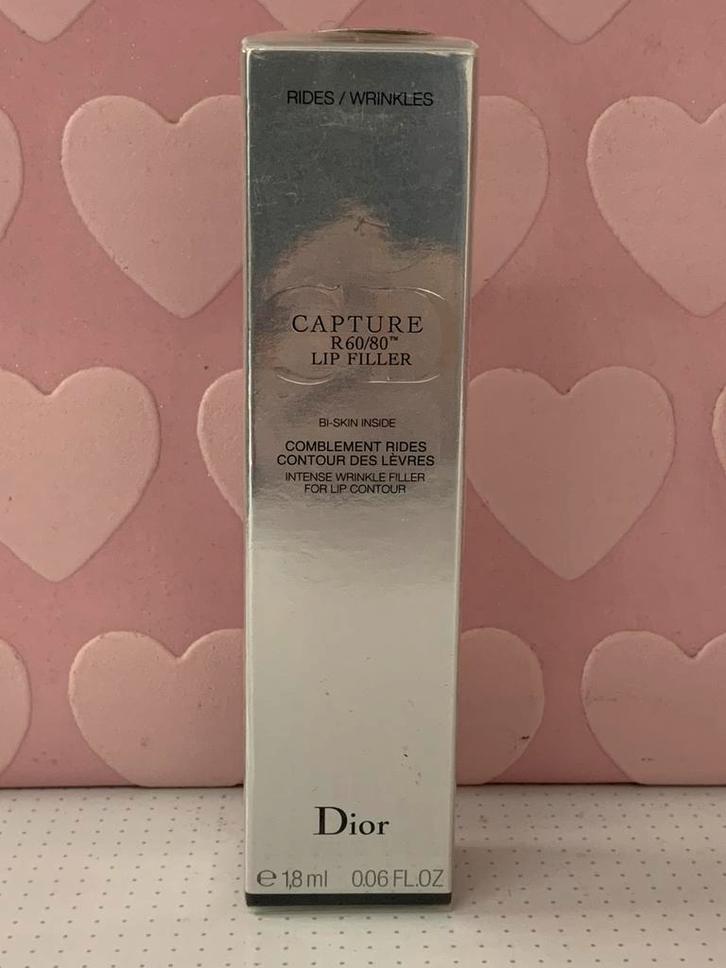 RIDES / WRINKLES
CD
CAPTURE
R60/80™
LIP FILLER
BI-SKIN INSIDE
COMBLEMENT RIDES
CONTOUR DES LÈVRES
INTENSE WRINKLE FILLER
FOR LIP CONTOUR
Dior
℮ 1,8 ml 0.06 FL.OZ